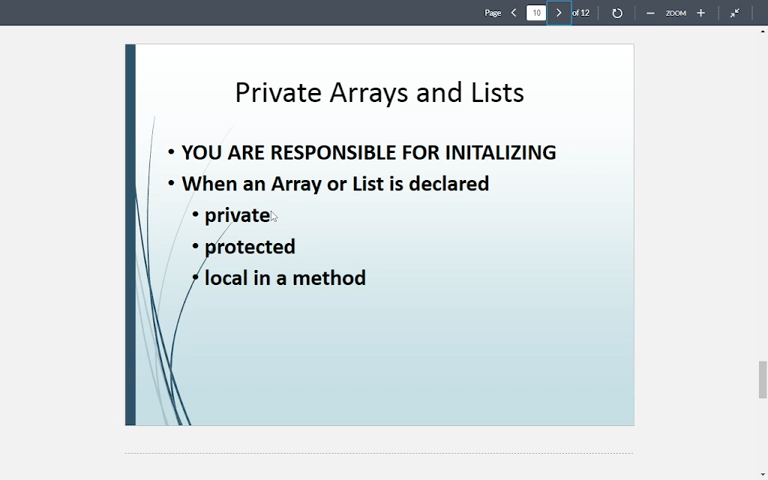 Page 10 of 12 ZOOM
Private Arrays and Lists
• YOU ARE RESPONSIBLE FOR INITALIZING
• When an Array or List is declared
• private
• protected
• local in a method